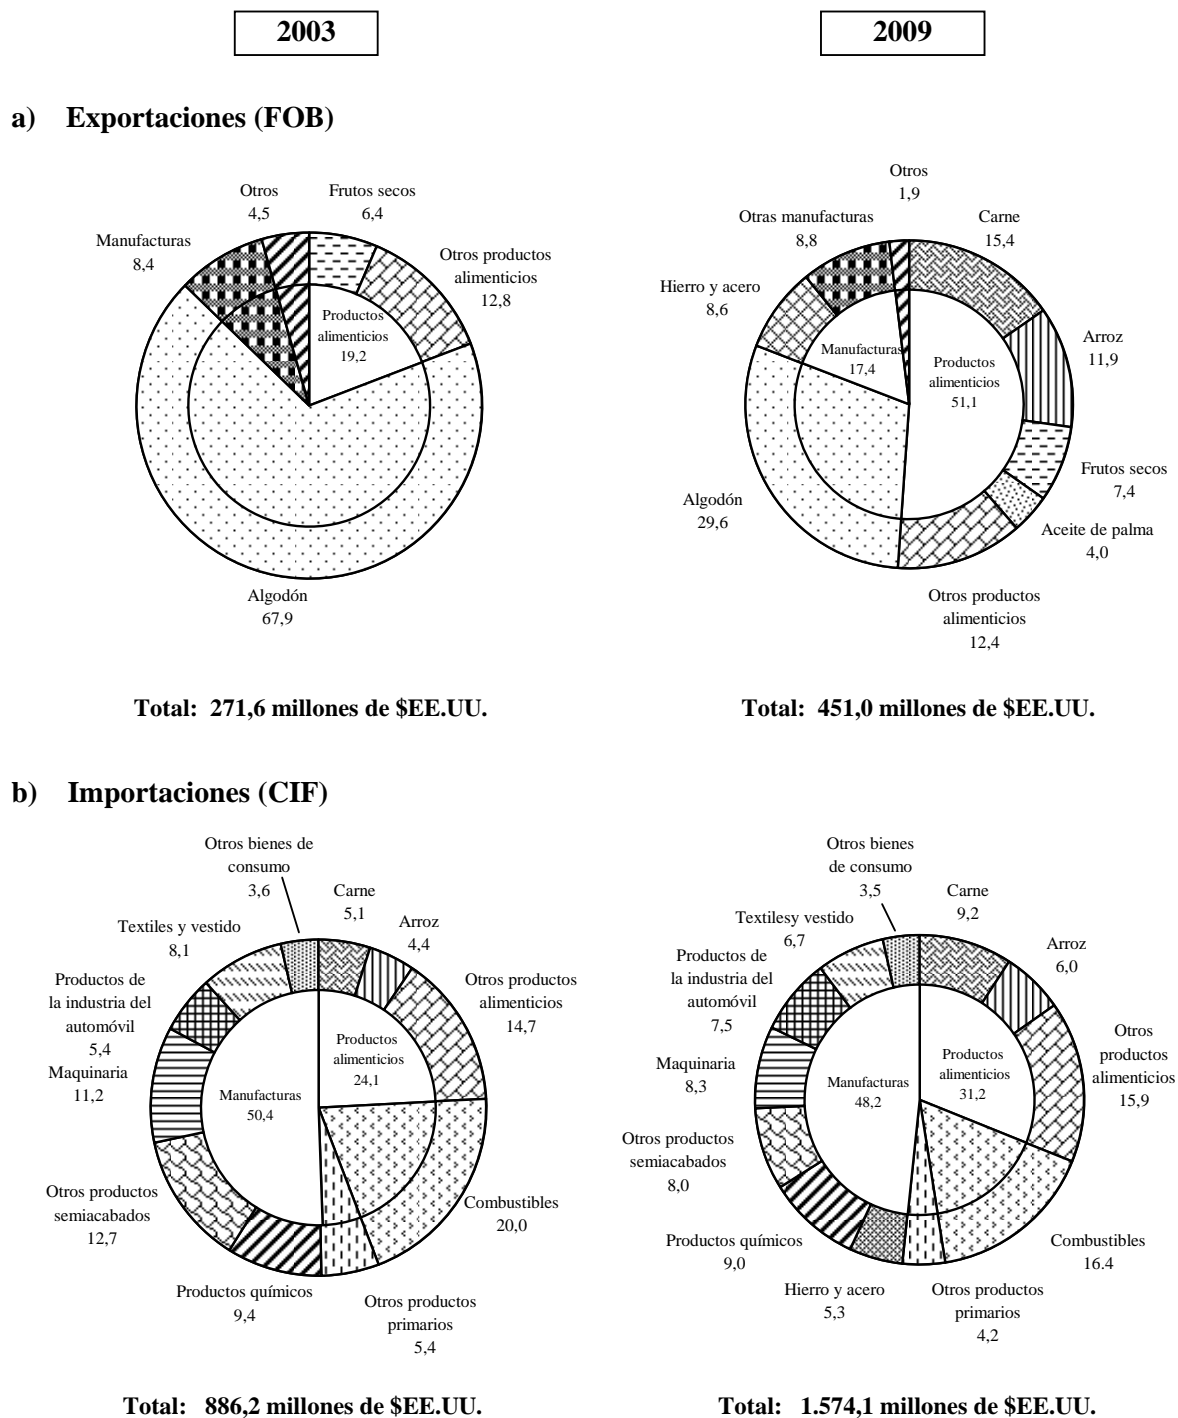 2003
2009
a) Exportaciones (FOB)
Otros
4,5
Frutos secos
6,4
Manufacturas
8,4
Otros productos
alimenticios
12,8
Productos
alimenticios
19,2
Algodón
67,9
Total: 271,6 millones de $EE.UU.
Otros
1,9
Otras manufacturas
8,8
Carne
15,4
Hierro y acero
8,6
Arroz
11,9
Manufacturas
17,4
Productos
alimenticios
51,1
Frutos secos
7,4
Algodón
29,6
Aceite de palma
4,0
Otros productos
alimenticios
12,4
Total: 451,0 millones de $EE.UU.
b) Importaciones (CIF)
Otros bienes de
consumo
3,6
Carne
5,1
Textiles y vestido
8,1
Arroz
4,4
Productos de
la industria del
automóvil
5,4
Otros productos
alimenticios
14,7
Productos
alimenticios
24,1
Maquinaria
11,2
Manufacturas
50,4
Otros productos
semiacabados
12,7
Combustibles
20,0
Productos químicos
9,4
Otros productos
primarios
5,4
Total: 886,2 millones de $EE.UU.
Otros bienes
de consumo
3,5
Carne
9,2
Textilesy vestido
6,7
Arroz
6,0
Productos de
la industria del
automóvil
7,5
Otros
productos
alimenticios
15,9
Maquinaria
8,3
Manufacturas
48,2
Productos
alimenticios
31,2
Otros productos
semiacabados
8,0
Productos químicos
9,0
Combustibles
16.4
Hierro y acero
5,3
Otros productos
primarios
4,2
Total: 1.574,1 millones de $EE.UU.